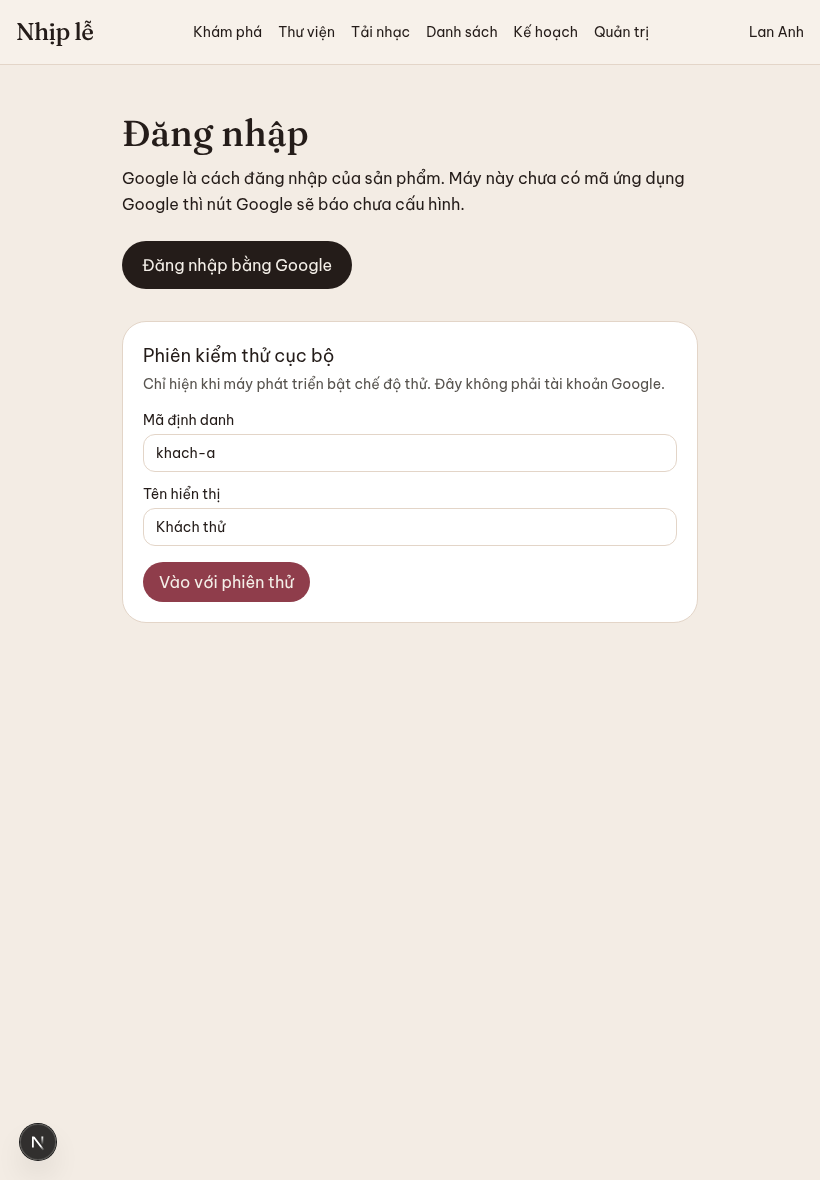 Nhịp lễ
Khám phá
Thư viện
Tải nhạc
Danh sách
Kế hoạch
Quản trị
Lan Anh
Đăng nhập
Google là cách đăng nhập của sản phẩm. Máy này chưa có mã ứng dụng
Google thì nút Google sẽ báo chưa cấu hình.
Đăng nhập bằng Google
Phiên kiểm thử cục bộ
Chỉ hiện khi máy phát triển bật chế độ thử. Đây không phải tài khoản Google.
Mã định danh
khach-a
Tên hiển thị
Khách thử
Vào với phiên thử
N